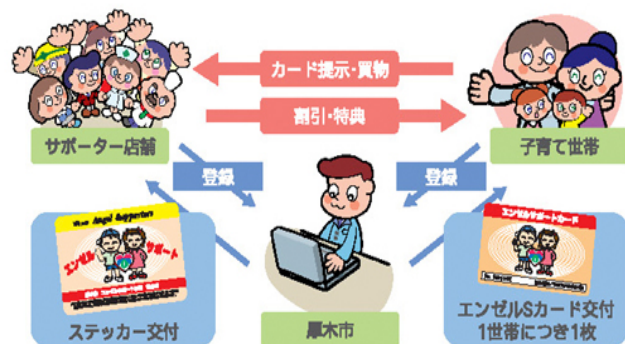 カード提示・買物
割引・特典
サポーター店舗
子育て世帯
登録
登録
Angel Supporters
エンゼル
サポート
エンゼルサポートカード
ステッカー交付
厚木市
エンゼルSカード交付
1世帯につき1枚